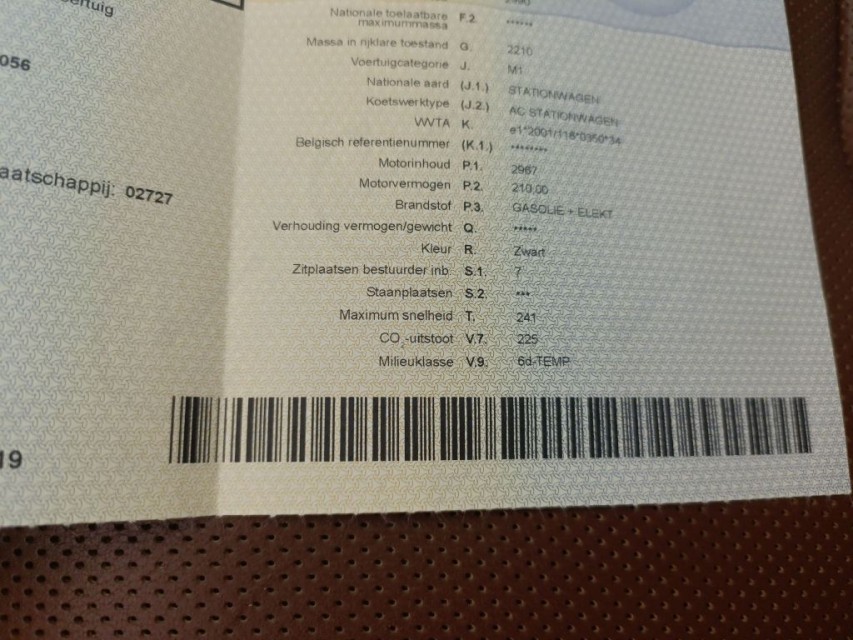 ertuig
056
aatschappij: 02727
19
Nationale toelaatbare
maximummassa F.2. ******
Massa in rijklare toestand G. 2210
Voertuigcategorie J. M1
Nationale aard (J.1.) STATIONWAGEN
Koetswerktype (J.2.) AC STATIONWAGEN
VVTA K. e1*2001/116*0350*34
Belgisch referentienummer (K.1.) ********
Motorinhoud P.1. 2967
Motorvermogen P.2. 210,00
Brandstof P.3. GASOLIE + ELEKT
Verhouding vermogen/gewicht Q. *****
Kleur R. Zwart
Zitplaatsen bestuurder inb. S.1. 7
Staanplaatsen S.2. ***
Maximum snelheid T. 241
CO₂-uitstoot V.7. 225
Milieuklasse V.9. 6d-TEMP